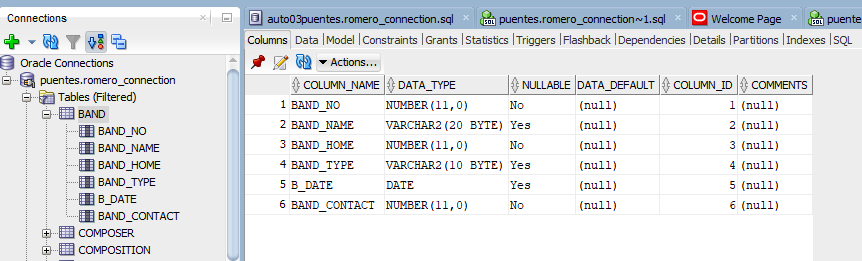 Connections
Oracle Connections
puentes.romero_connection
Tables (Filtered)
BAND
BAND_NO
BAND_NAME
BAND_HOME
BAND_TYPE
B_DATE
BAND_CONTACT
COMPOSER
COMPOSITION
auto03puentes.romero_connection.sql puentes.romero_connection~1.sql Welcome Page puentes
Columns Data Model Constraints Grants Statistics Triggers Flashback Dependencies Details Partitions Indexes SQL
Actions...
COLUMN_NAME DATA_TYPE NULLABLE DATA_DEFAULT COLUMN_ID COMMENTS
1 BAND_NO NUMBER(11,0) No (null) 1 (null)
2 BAND_NAME VARCHAR2(20 BYTE) Yes (null) 2 (null)
3 BAND_HOME NUMBER(11,0) No (null) 3 (null)
4 BAND_TYPE VARCHAR2(10 BYTE) Yes (null) 4 (null)
5 B_DATE DATE Yes (null) 5 (null)
6 BAND_CONTACT NUMBER(11,0) No (null) 6 (null)